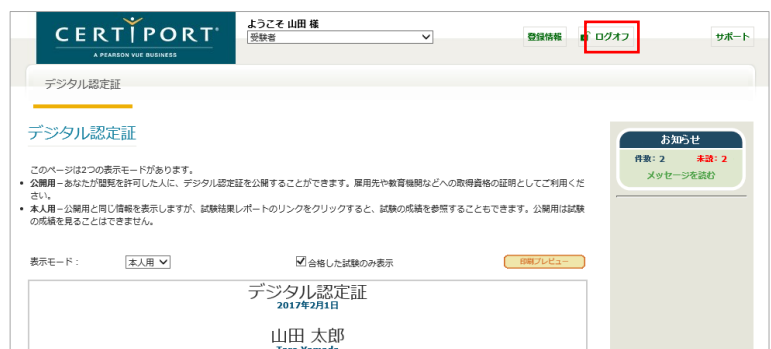 CERTIPORT
A PEARSON VUE BUSINESS
ようこそ 山田 様
受験者
登録情報
ログオフ
サポート
デジタル認定証
デジタル認定証
このページは2つの表示モードがあります。
• 公開用－あなたが閲覧を許可した人に、デジタル認定証を公開することができます。雇用先や教育機関などへの取得資格の証明としてご利用くだ
さい。
• 本人用－公開用と同じ情報を表示しますが、試験結果レポートのリンクをクリックすると、試験の成績を参照することもできます。公開用は試験
の成績を見ることはできません。
お知らせ
件数: 2 未読: 2
メッセージを読む
表示モード： 本人用 合格した試験のみ表示 印刷プレビュー
デジタル認定証
2017年2月1日
山田 太郎
Taro Yamada